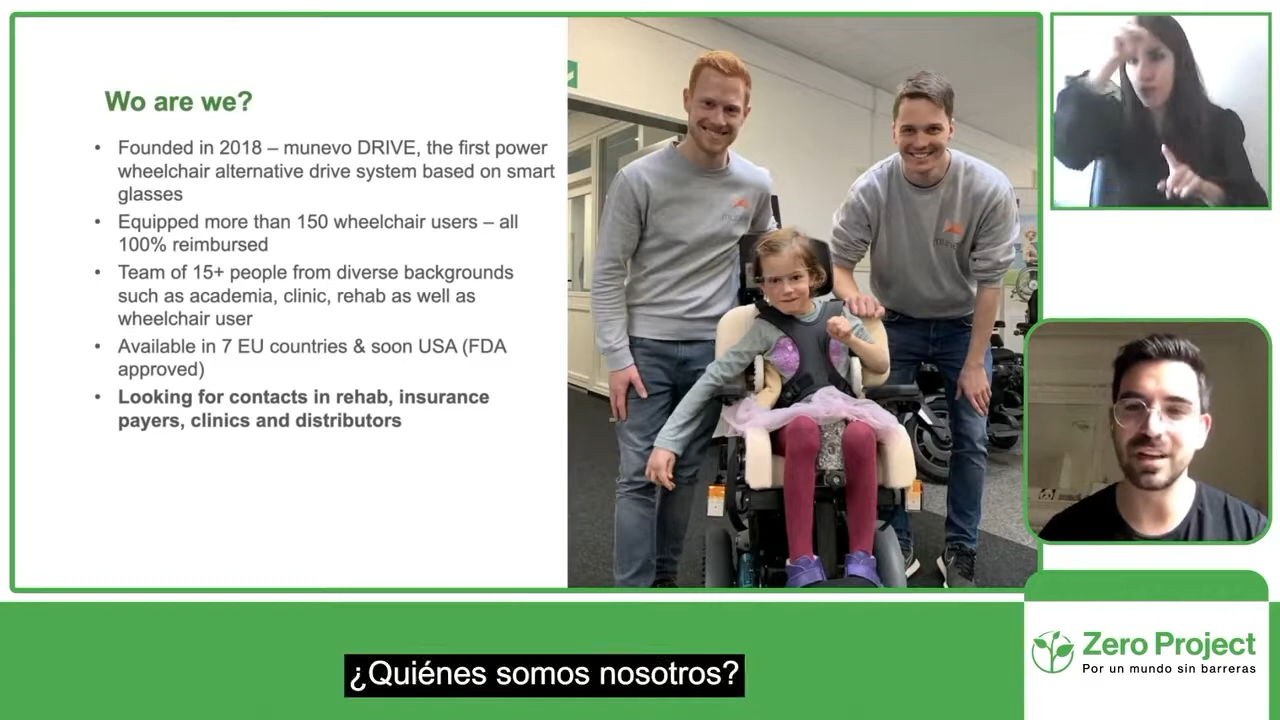 Wo are we?
• Founded in 2018 – munevo DRIVE, the first power
wheelchair alternative drive system based on smart
glasses
• Equipped more than 150 wheelchair users – all
100% reimbursed
• Team of 15+ people from diverse backgrounds
such as academia, clinic, rehab as well as
wheelchair user
• Available in 7 EU countries & soon USA (FDA
approved)
• Looking for contacts in rehab, insurance
payers, clinics and distributors
¿Quiénes somos nosotros?
Zero Project
Por un mundo sin barreras